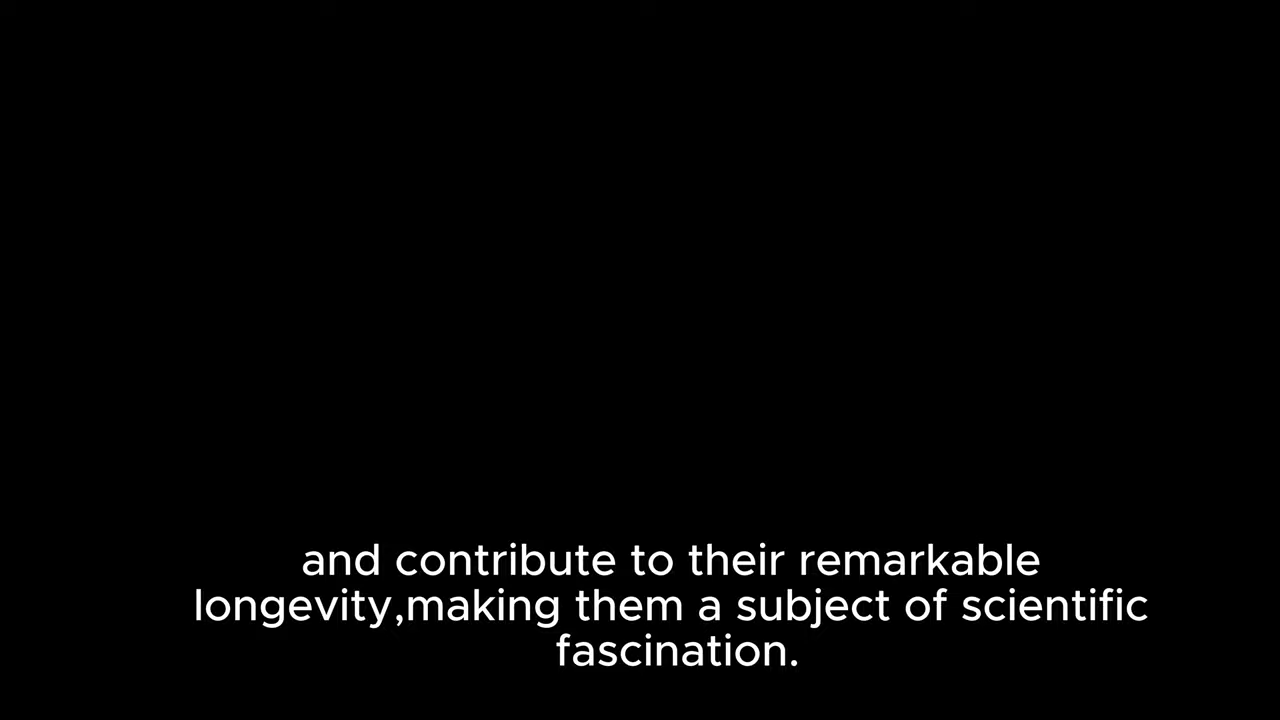 and contribute to their remarkable
longevity,making them a subject of scientific
fascination.